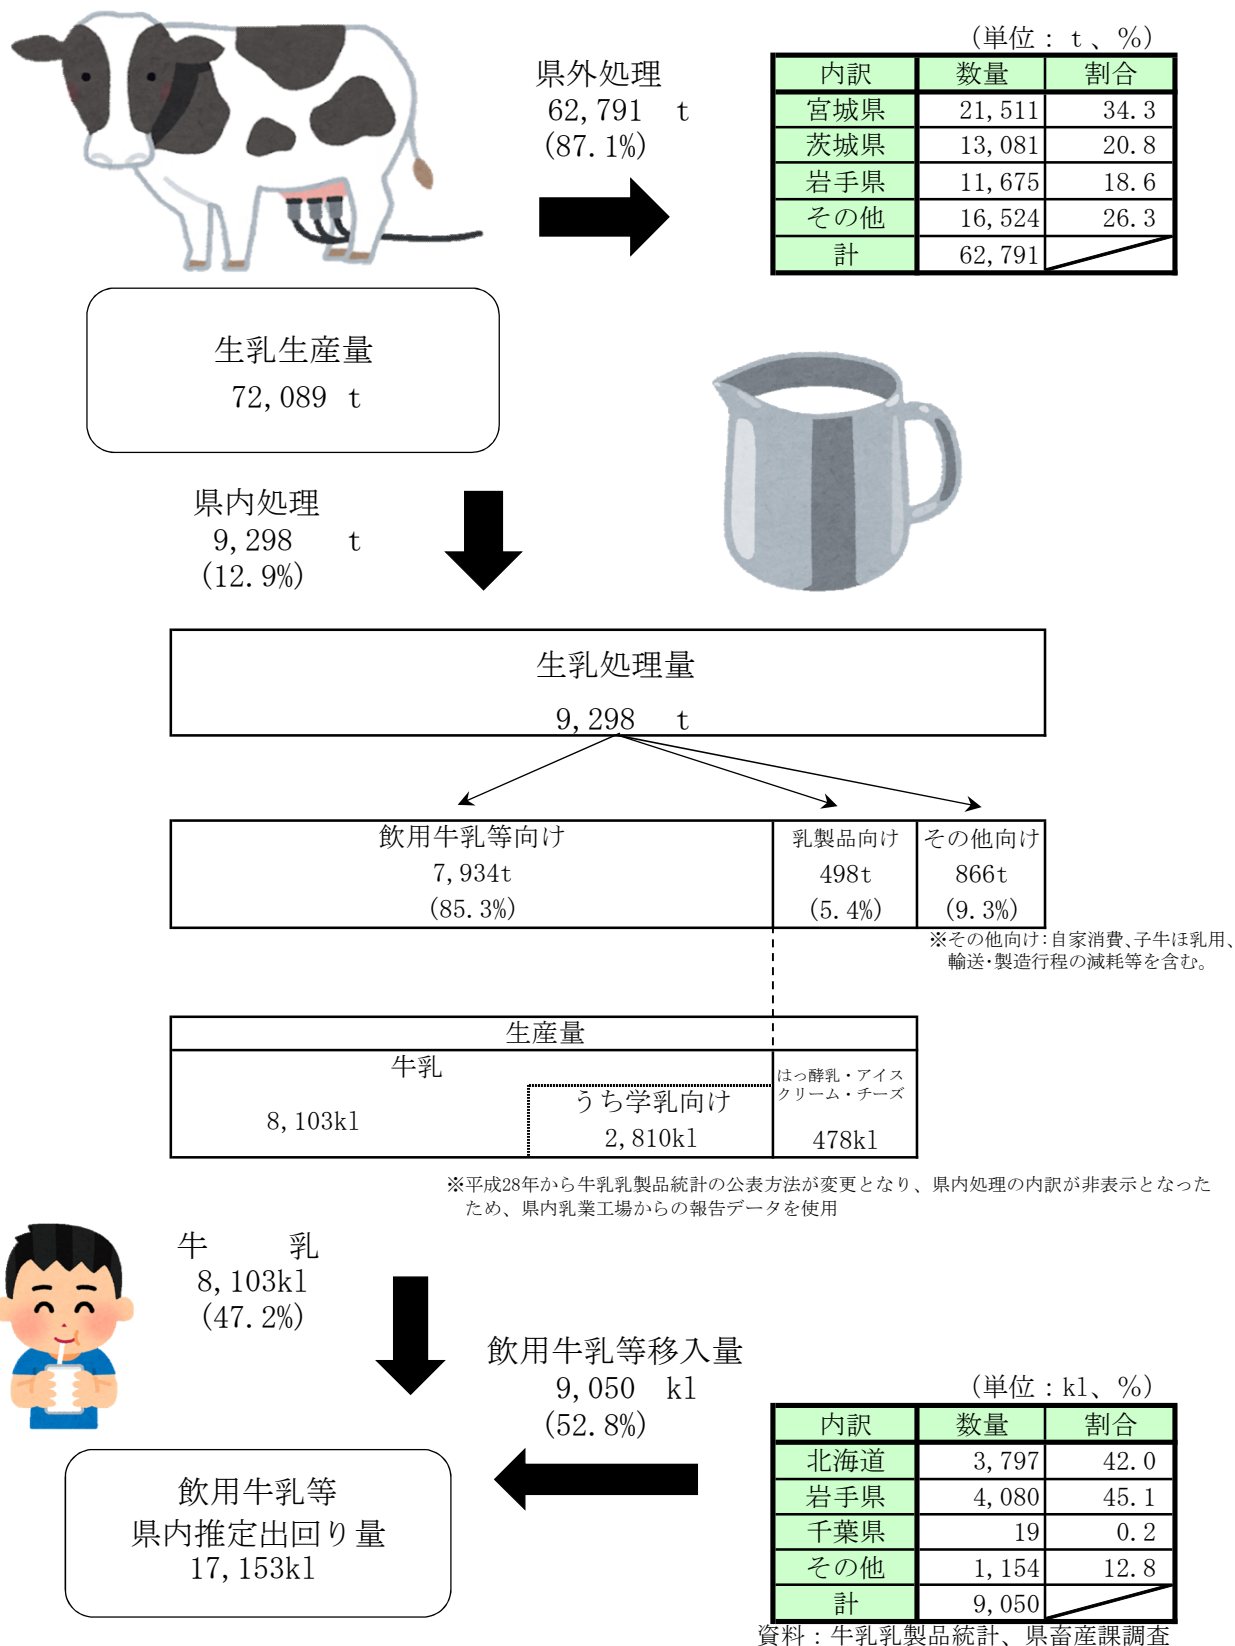 県外処理
62,791 t
(87.1%)
(単位：ｔ、%)
内訳 数量 割合
宮城県 21,511 34.3
茨城県 13,081 20.8
岩手県 11,675 18.6
その他 16,524 26.3
計 62,791
生乳生産量
72,089 t
県内処理
9,298 t
(12.9%)
生乳処理量
9,298 t
飲用牛乳等向け
7,934t
(85.3%)
乳製品向け
498t
(5.4%)
その他向け
866t
(9.3%)
※その他向け：自家消費、子牛ほ乳用、
輸送・製造行程の減耗等を含む。
生産量
牛乳
8,103kl
うち学乳向け
2,810kl
はっ酵乳・アイス
クリーム・チーズ
478kl
※平成28年から牛乳乳製品統計の公表方法が変更となり、県内処理の内訳が非表示となった
ため、県内乳業工場からの報告データを使用
牛　　乳
8,103kl
(47.2%)
飲用牛乳等移入量
9,050 kl
(52.8%)
(単位：kl、%)
内訳 数量 割合
北海道 3,797 42.0
岩手県 4,080 45.1
千葉県 19 0.2
その他 1,154 12.8
計 9,050
飲用牛乳等
県内推定出回り量
17,153kl
資料：牛乳乳製品統計、県畜産課調査